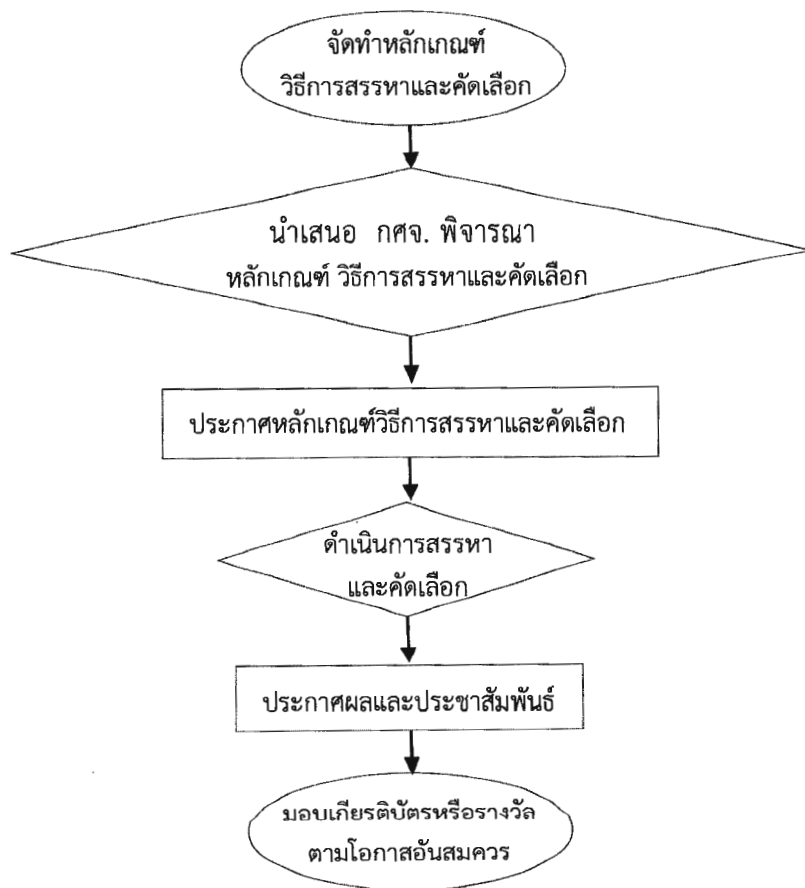 จัดทำหลักเกณฑ์
วิธีการสรรหาและคัดเลือก
นำเสนอ กศจ. พิจารณา
หลักเกณฑ์ วิธีการสรรหาและคัดเลือก
ประกาศหลักเกณฑ์วิธีการสรรหาและคัดเลือก
ดำเนินการสรรหา
และคัดเลือก
ประกาศผลและประชาสัมพันธ์
มอบเกียรติบัตรหรือรางวัล
ตามโอกาสอันสมควร